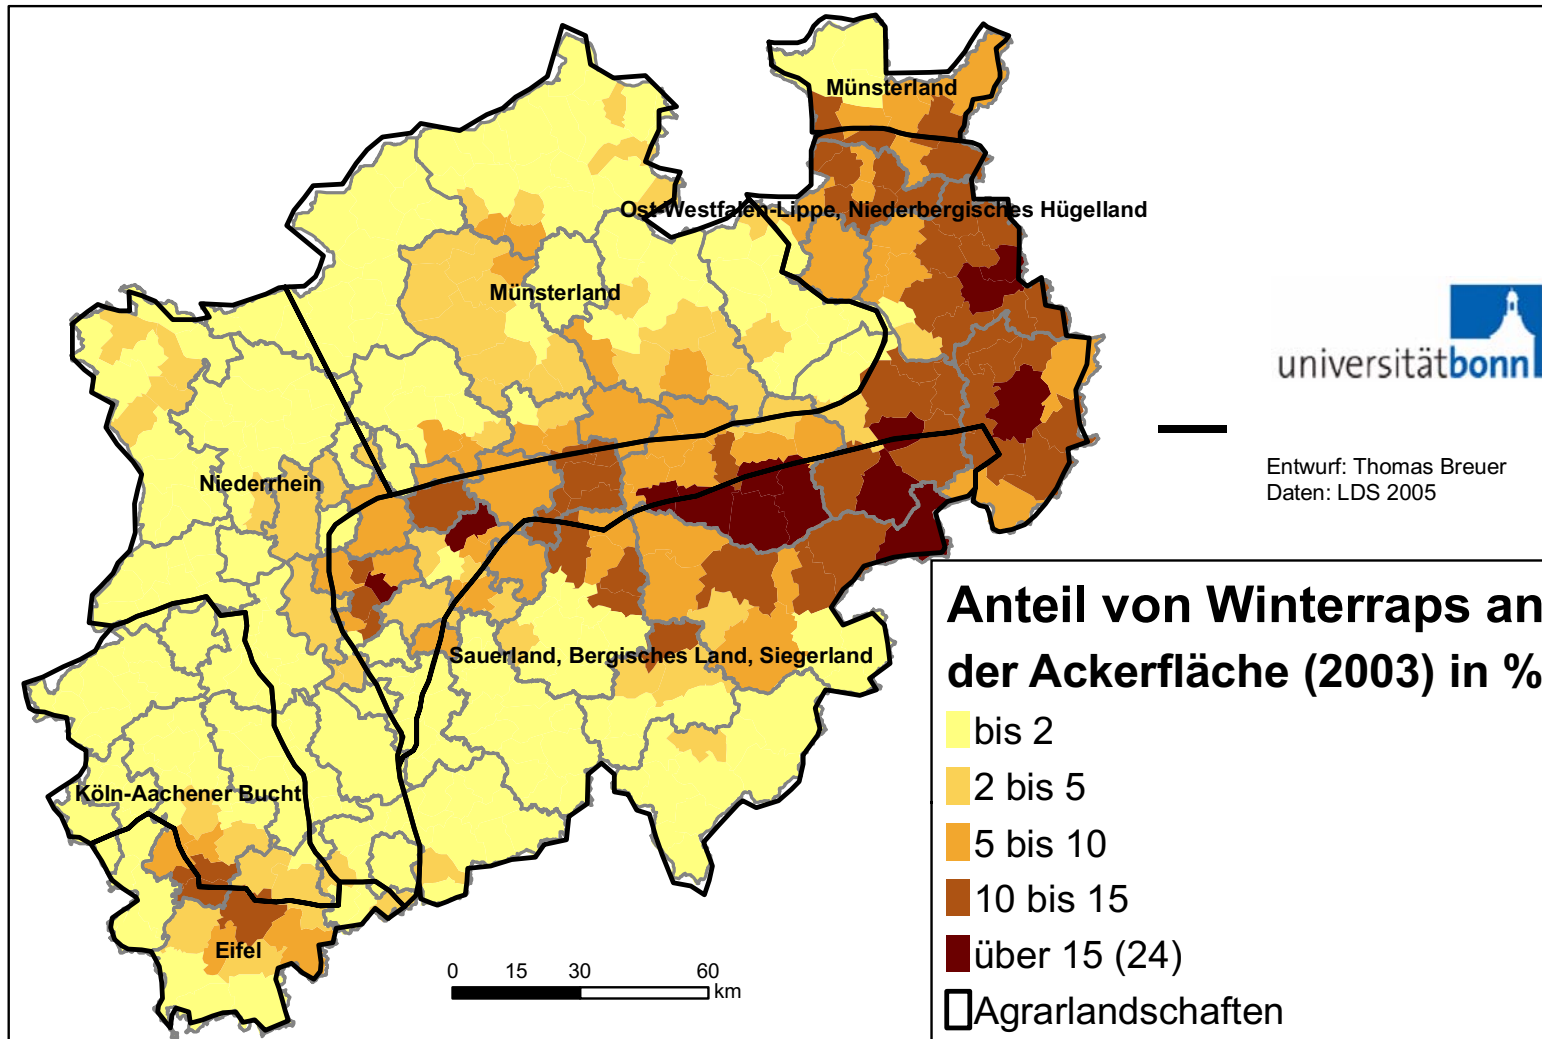 Münsterland
Ost-Westfalen-Lippe, Niederbergisches Hügelland
Münsterland
Niederrhein
Sauerland, Bergisches Land, Siegerland
Köln-Aachener Bucht
Eifel
0 15 30 60
km
universitätbonn
Entwurf: Thomas Breuer
Daten: LDS 2005
Anteil von Winterraps an
der Ackerfläche (2003) in %
bis 2
2 bis 5
5 bis 10
10 bis 15
über 15 (24)
Agrarlandschaften